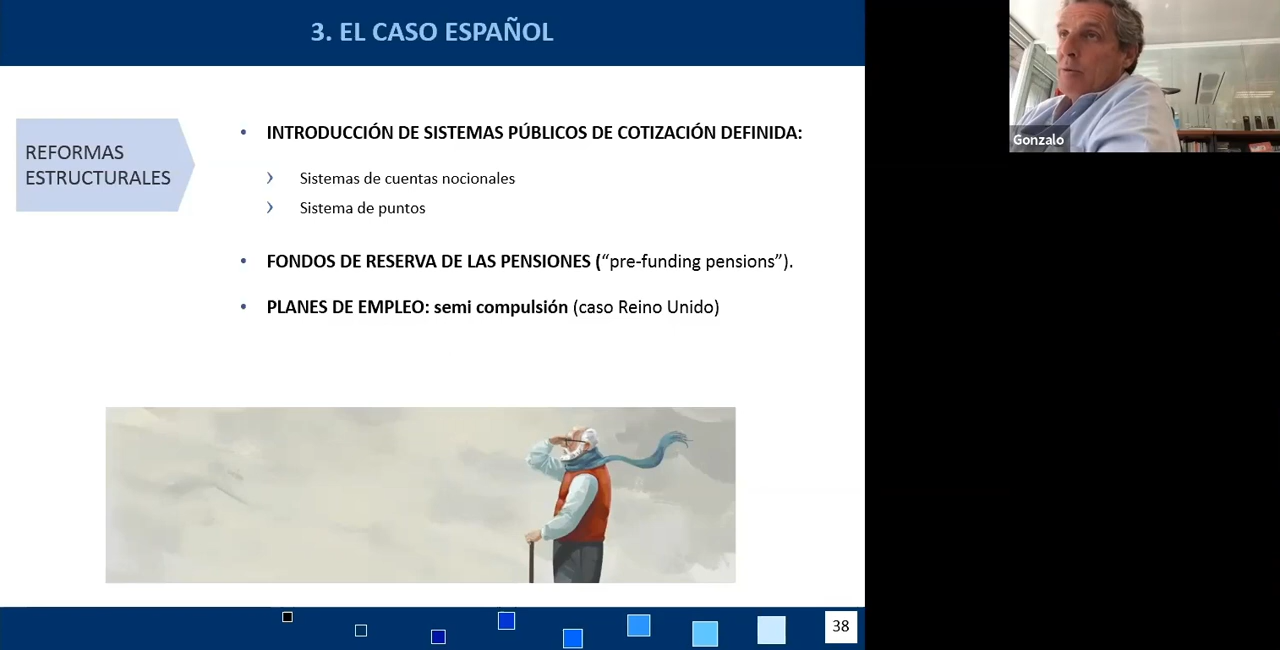 3. EL CASO ESPAÑOL
REFORMAS
ESTRUCTURALES
• INTRODUCCIÓN DE SISTEMAS PÚBLICOS DE COTIZACIÓN DEFINIDA:
› Sistemas de cuentas nocionales
› Sistema de puntos
• FONDOS DE RESERVA DE LAS PENSIONES (“pre-funding pensions”).
• PLANES DE EMPLEO: semi compulsión (caso Reino Unido)
38
Gonzalo